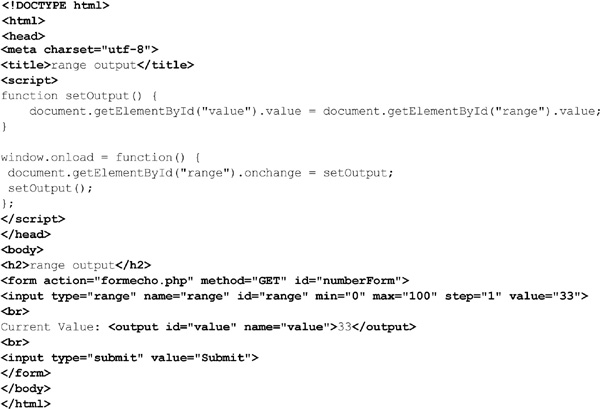 <!DOCTYPE html>
<html>
<head>
<meta charset="utf-8">
<title>range output</title>
<script>
function setOutput() {
    document.getElementById("value").value = document.getElementById("range").value;
}

window.onload = function() {
 document.getElementById("range").onchange = setOutput;
 setOutput();
};
</script>
</head>
<body>
<h2>range output</h2>
<form action="formecho.php" method="GET" id="numberForm">
<input type="range" name="range" id="range" min="0" max="100" step="1" value="33">
<br>
Current Value: <output id="value" name="value">33</output>
<br>
<input type="submit" value="Submit">
</form>
</body>
</html>